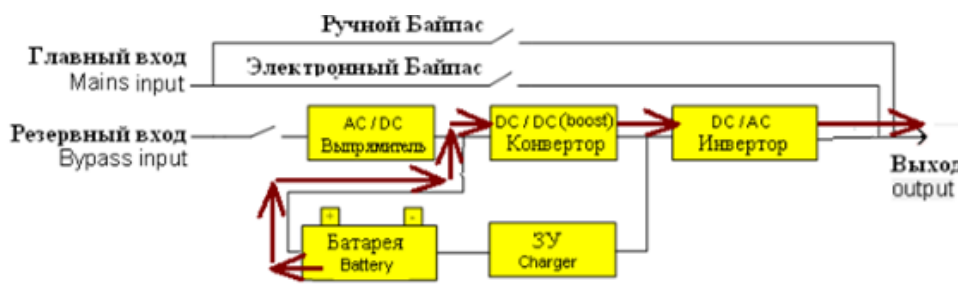 Ручной Байпас
Главный вход
Mains input
Электронный Байпас
Резервный вход
Bypass input
AC / DC
Выпрямитель
DC / DC (boost)
Конвертор
DC / AC
Инвертор
Выход
output
+ -
Батарея
Battery
ЗУ
Charger